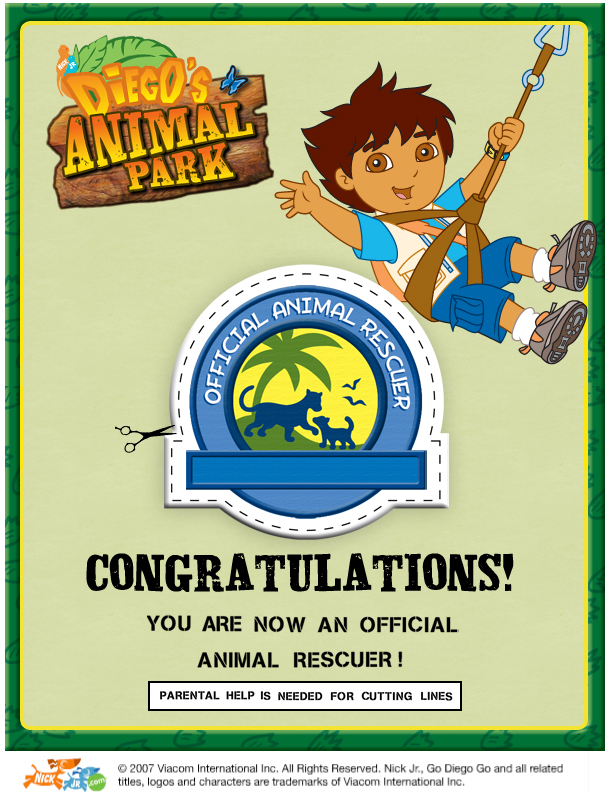 NICK JR.
DIEGO'S
ANIMAL
PARK
OFFICIAL ANIMAL RESCUER
CONGRATULATIONS!
YOU ARE NOW AN OFFICIAL
ANIMAL RESCUER!
PARENTAL HELP IS NEEDED FOR CUTTING LINES
NICK JR.com
© 2007 Viacom International Inc. All Rights Reserved. Nick Jr., Go Diego Go and all related
titles, logos and characters are trademarks of Viacom International Inc.